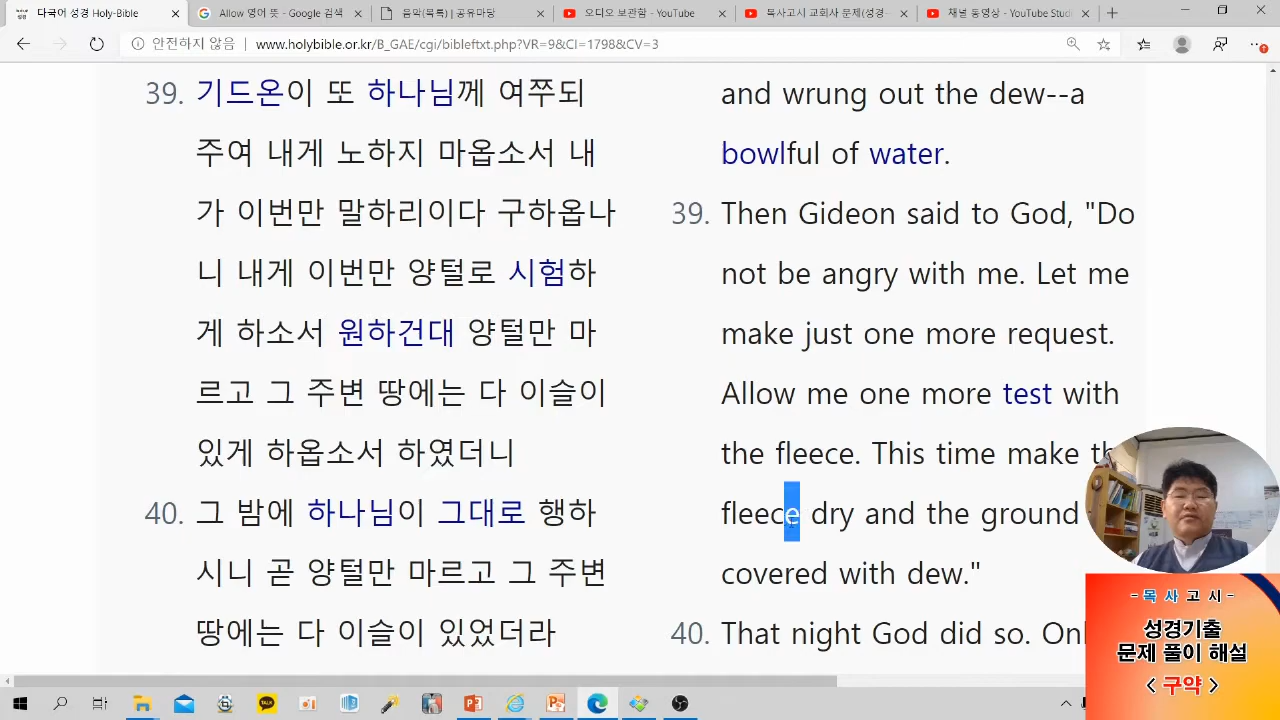 다국어 성경 Holy-Bible
Allow 영어 뜻 - Google 검색
음악(목록) | 공유마당
오디오 보관함 - YouTube
목사고시 교회사 문제(성경-
채널 동영상 - YouTube Stud
안전하지 않음 | www.holybible.or.kr/B_GAE/cgi/bibleftxt.php?VR=9&CI=1798&CV=3
39. 기드온이 또 하나님께 여쭈되
주여 내게 노하지 마옵소서 내
가 이번만 말하리이다 구하옵나
니 내게 이번만 양털로 시험하
게 하소서 원하건대 양털만 마
르고 그 주변 땅에는 다 이슬이
있게 하옵소서 하였더니
40. 그 밤에 하나님이 그대로 행하
시니 곧 양털만 마르고 그 주변
땅에는 다 이슬이 있었더라
and wrung out the dew--a
bowlful of water.
39. Then Gideon said to God, "Do
not be angry with me. Let me
make just one more request.
Allow me one more test with
the fleece. This time make th
fleece dry and the ground
covered with dew."
40. That night God did so. Onl
- 목 사 고 시 -
성경기출
문제 풀이 해설
< 구약 >